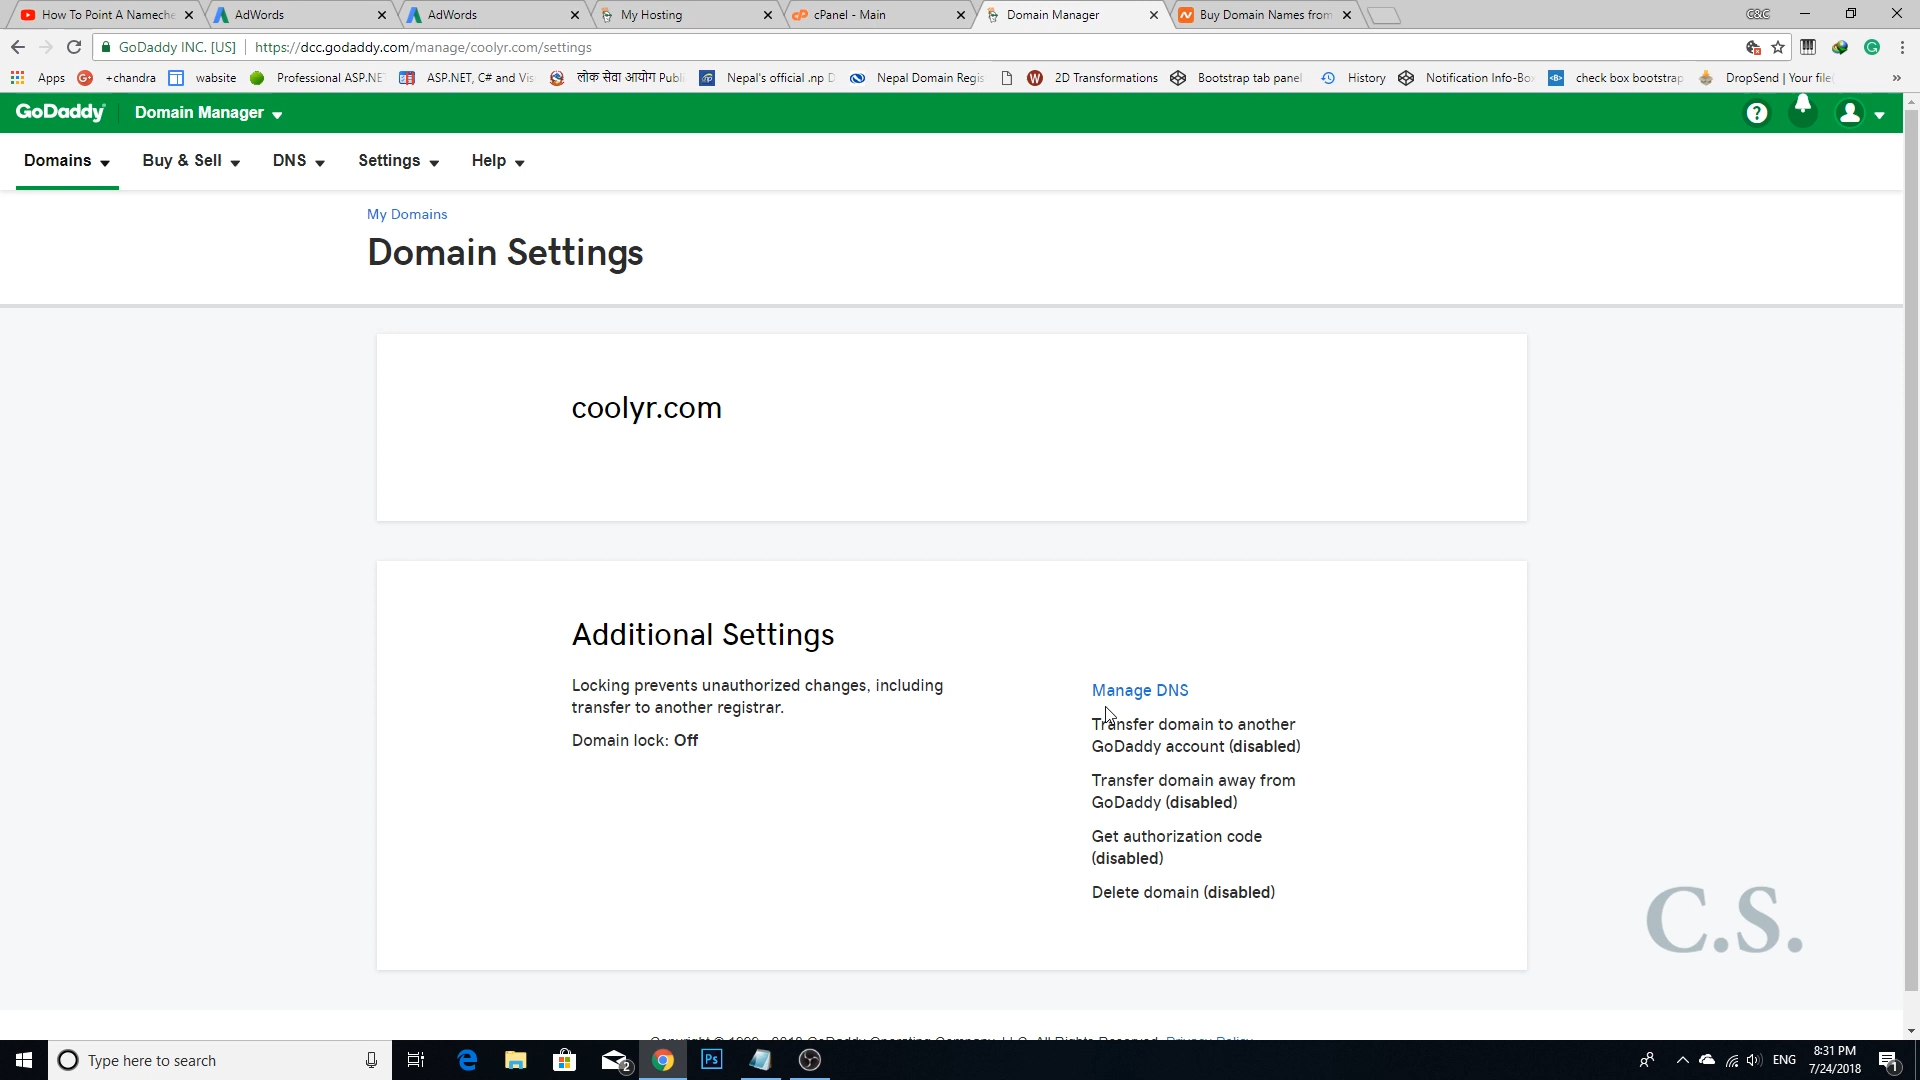 How To Point A Nameche
AdWords
AdWords
My Hosting
cPanel - Main
Domain Manager
Buy Domain Names from
C&C
GoDaddy INC. [US] https://dcc.godaddy.com/manage/coolyr.com/settings
Apps +chandra wabsite Professional ASP.NE ASP.NET, C# and Vis लोक सेवा आयोग Publ Nepal's official .np D Nepal Domain Regis 2D Transformations Bootstrap tab panel History Notification Info-Bo check box bootstrap DropSend | Your file »
GoDaddy Domain Manager ?
Domains Buy & Sell DNS Settings Help
My Domains
Domain Settings
coolyr.com
Additional Settings
Locking prevents unauthorized changes, including
transfer to another registrar.
Domain lock: Off
Manage DNS
Transfer domain to another
GoDaddy account (disabled)
Transfer domain away from
GoDaddy (disabled)
Get authorization code
(disabled)
Delete domain (disabled)
C.S.
Type here to search
2
Ps
ENG
8:31 PM
7/24/2018
1